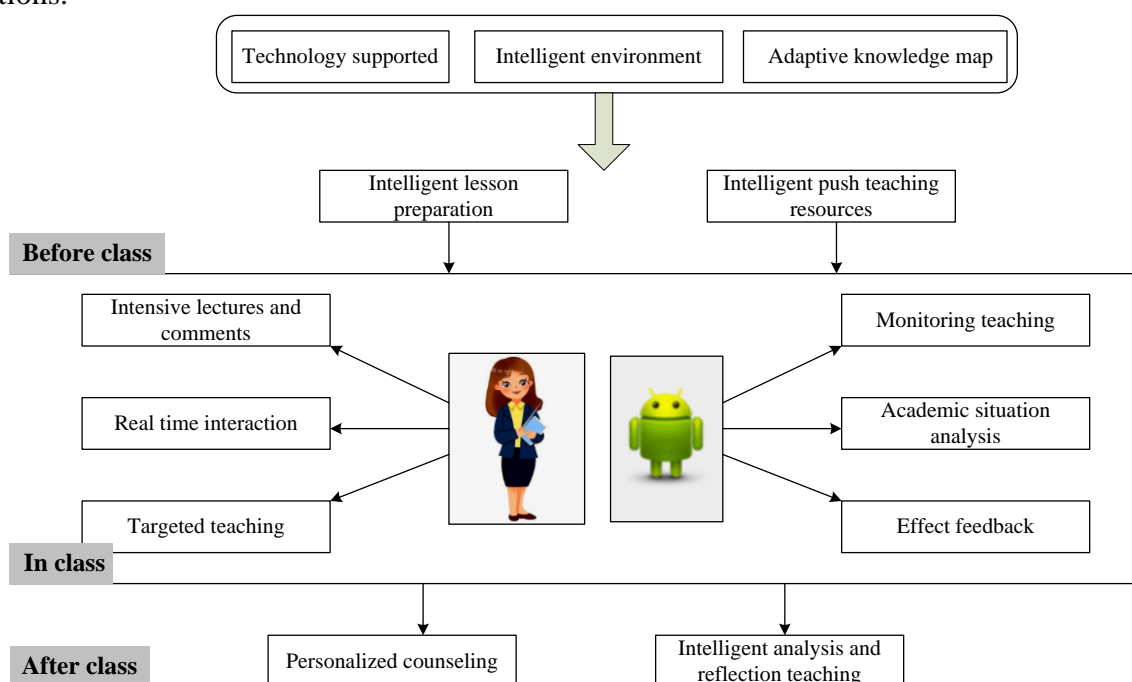 tions.
Technology supported
Intelligent environment
Adaptive knowledge map
Intelligent lesson
preparation
Intelligent push teaching
resources
Before class
Intensive lectures and
comments
Monitoring teaching
Real time interaction
Academic situation
analysis
Targeted teaching
Effect feedback
In class
Personalized counseling
Intelligent analysis and
reflection teaching
After class